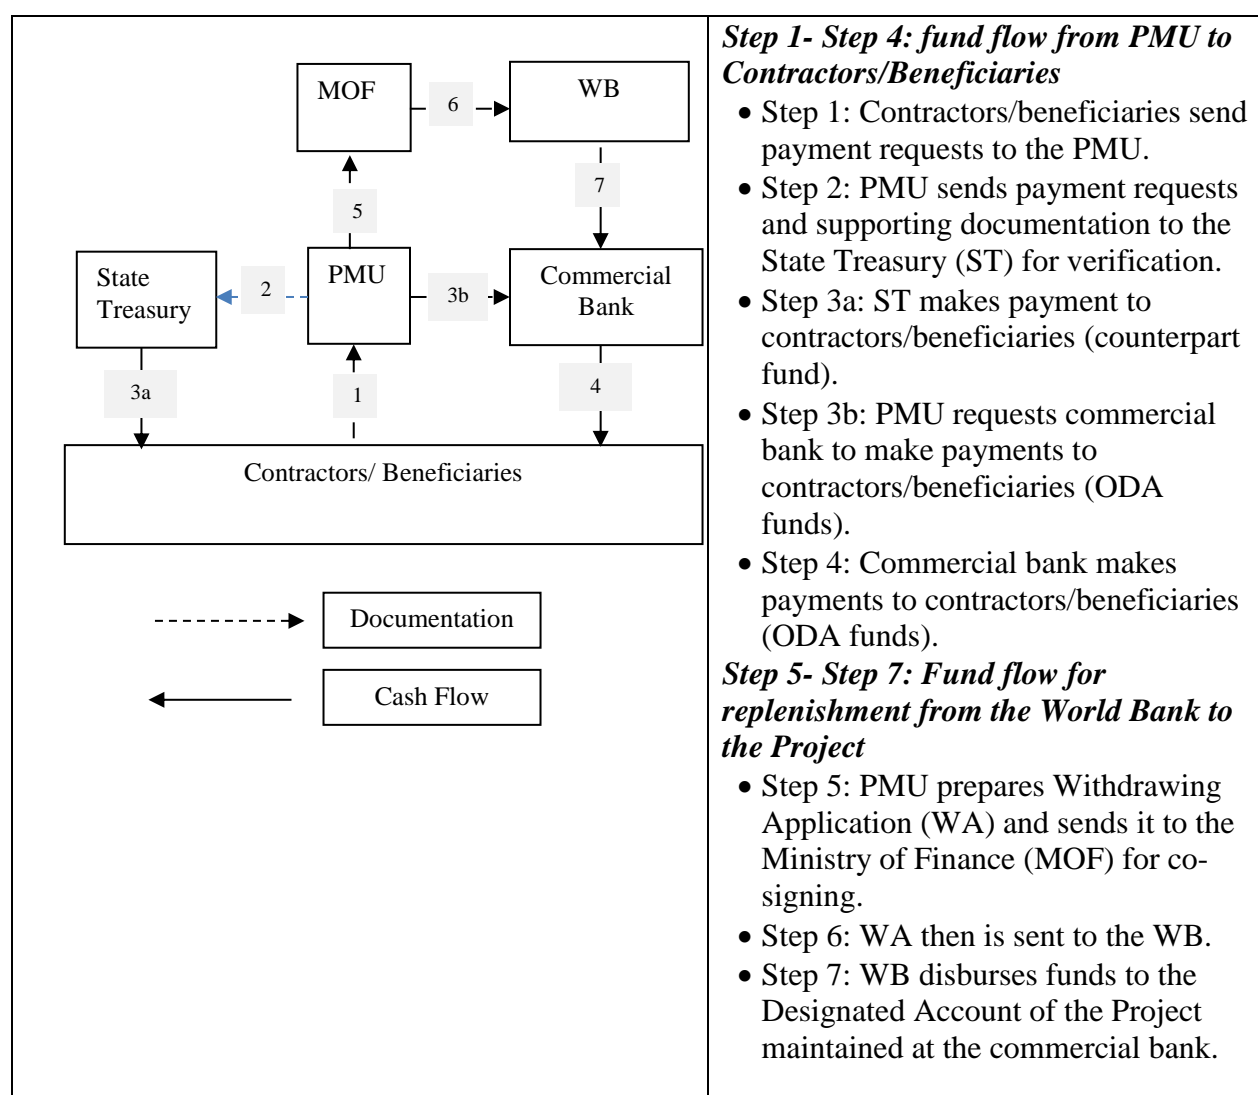 MOF
WB
6
7
5
State
Treasury
2
PMU
3b
Commercial
Bank
3a
1
4
Contractors/ Beneficiaries
Documentation
Cash Flow
Step 1- Step 4: fund flow from PMU to
Contractors/Beneficiaries
• Step 1: Contractors/beneficiaries send
payment requests to the PMU.
• Step 2: PMU sends payment requests
and supporting documentation to the
State Treasury (ST) for verification.
• Step 3a: ST makes payment to
contractors/beneficiaries (counterpart
fund).
• Step 3b: PMU requests commercial
bank to make payments to
contractors/beneficiaries (ODA
funds).
• Step 4: Commercial bank makes
payments to contractors/beneficiaries
(ODA funds).
Step 5- Step 7: Fund flow for
replenishment from the World Bank to
the Project
• Step 5: PMU prepares Withdrawing
Application (WA) and sends it to the
Ministry of Finance (MOF) for co-
signing.
• Step 6: WA then is sent to the WB.
• Step 7: WB disburses funds to the
Designated Account of the Project
maintained at the commercial bank.